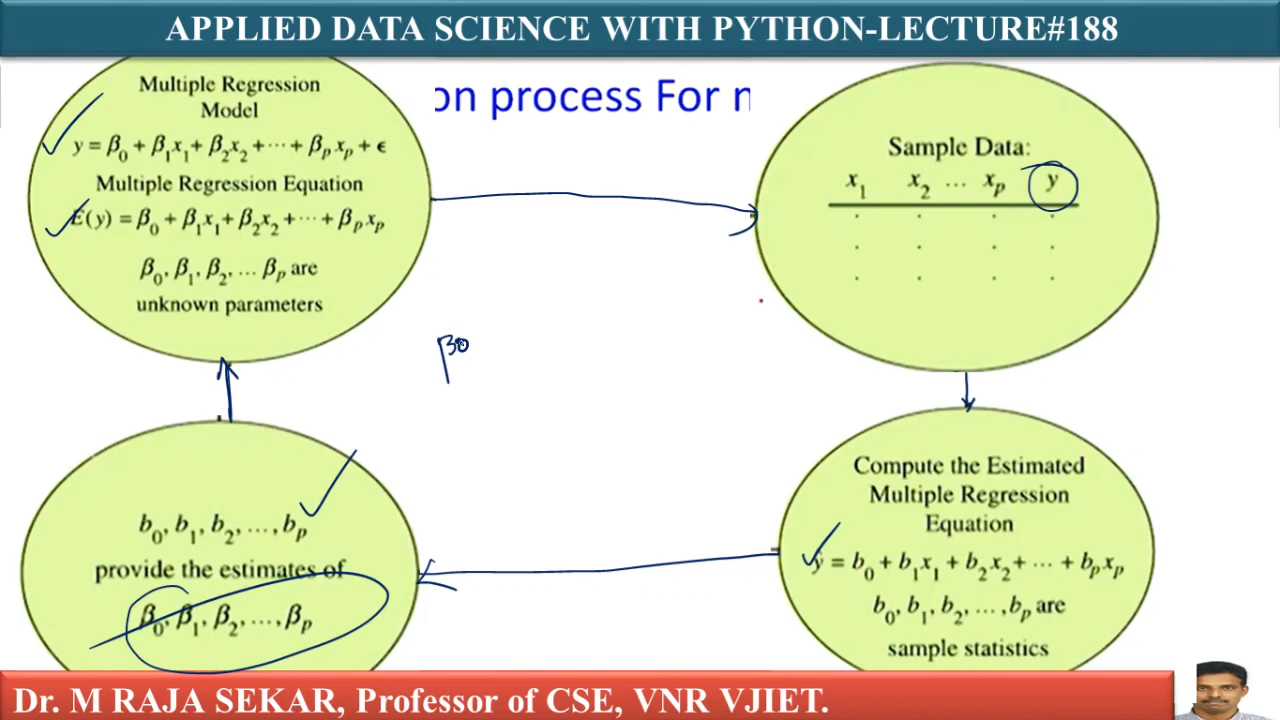 APPLIED DATA SCIENCE WITH PYTHON-LECTURE#188
on process For n
Multiple Regression
Model
y = β₀ + β₁x₁ + β₂x₂ + ⋯ + βₚxₚ + ϵ
Multiple Regression Equation
E(y) = β₀ + β₁x₁ + β₂x₂ + ⋯ + βₚxₚ
β₀, β₁, β₂, … βₚ are
unknown parameters
Sample Data:
x₁ x₂ … xₚ y
β0
Compute the Estimated
Multiple Regression
Equation
ŷ = b₀ + b₁x₁ + b₂x₂ + ⋯ + bₚxₚ
b₀, b₁, b₂, …, bₚ are
sample statistics
b₀, b₁, b₂, …, bₚ
provide the estimates of
β₀, β₁, β₂, …, βₚ
Dr. M RAJA SEKAR, Professor of CSE, VNR VJIET.